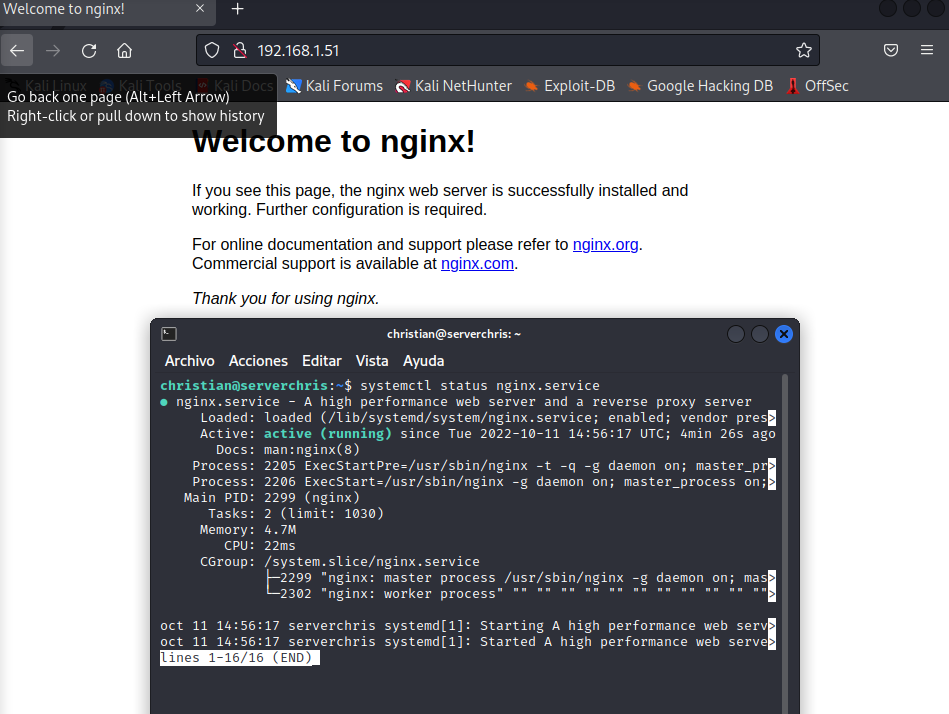 Welcome to nginx!
192.168.1.51
Kali Linux Kali Tools Kali Docs Kali Forums Kali NetHunter Exploit-DB Google Hacking DB OffSec
Go back one page (Alt+Left Arrow)
Right-click or pull down to show history
Welcome to nginx!
If you see this page, the nginx web server is successfully installed and
working. Further configuration is required.
For online documentation and support please refer to nginx.org.
Commercial support is available at nginx.com.
Thank you for using nginx.
christian@serverchris: ~
Archivo Acciones Editar Vista Ayuda
christian@serverchris:~$ systemctl status nginx.service
● nginx.service - A high performance web server and a reverse proxy server
Loaded: loaded (/lib/systemd/system/nginx.service; enabled; vendor pres>
Active: active (running) since Tue 2022-10-11 14:56:17 UTC; 4min 26s ago
Docs: man:nginx(8)
Process: 2205 ExecStartPre=/usr/sbin/nginx -t -q -g daemon on; master_pr>
Process: 2206 ExecStart=/usr/sbin/nginx -g daemon on; master_process on;>
Main PID: 2299 (nginx)
Tasks: 2 (limit: 1030)
Memory: 4.7M
CPU: 22ms
CGroup: /system.slice/nginx.service
├─2299 "nginx: master process /usr/sbin/nginx -g daemon on; mas>
└─2302 "nginx: worker process" "" "" "" "" "" "" "" "" "" "" "">
oct 11 14:56:17 serverchris systemd[1]: Starting A high performance web serv>
oct 11 14:56:17 serverchris systemd[1]: Started A high performance web serve>
lines 1-16/16 (END)